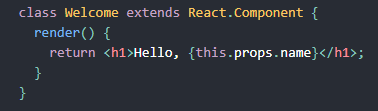 class Welcome extends React.Component {
  render() {
    return <h1>Hello, {this.props.name}</h1>;
  }
}